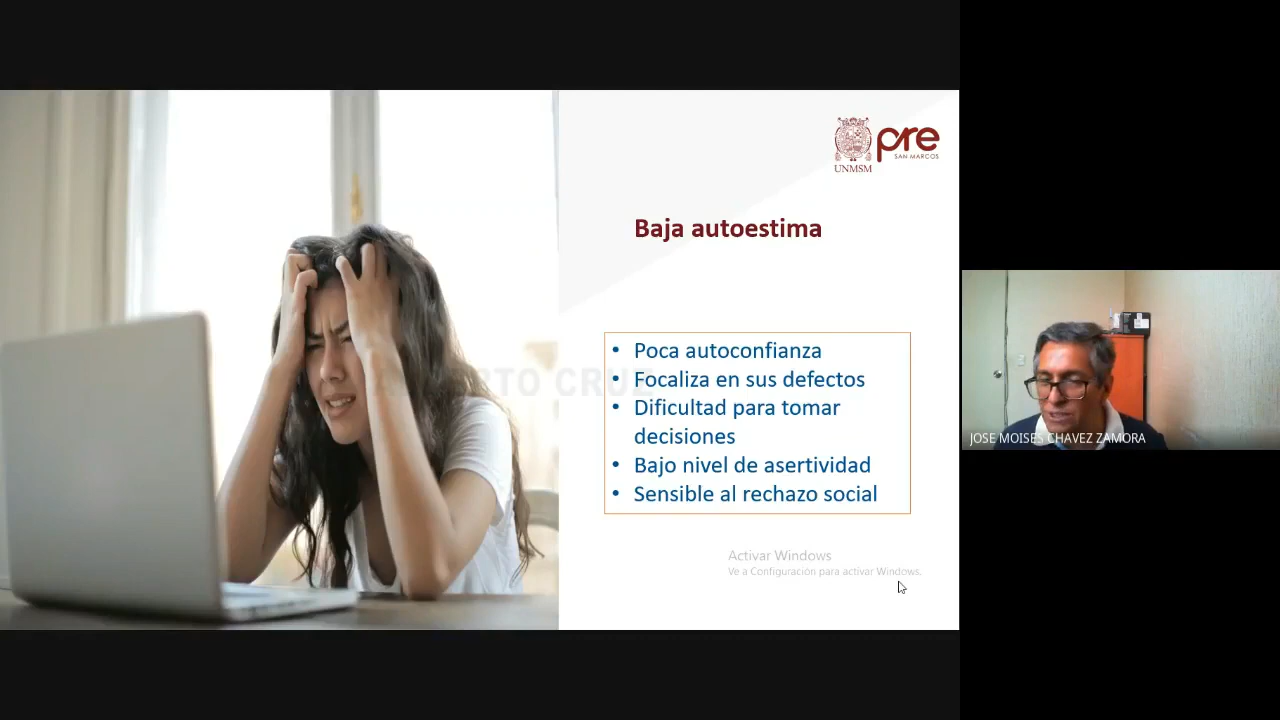 pre
SAN MARCOS
UNMSM
Baja autoestima
• Poca autoconfianza
• Focaliza en sus defectos
• Dificultad para tomar
decisiones
• Bajo nivel de asertividad
• Sensible al rechazo social
CRUZ
Activar Windows
Ve a Configuración para activar Windows.
JOSE MOISES CHAVEZ ZAMORA